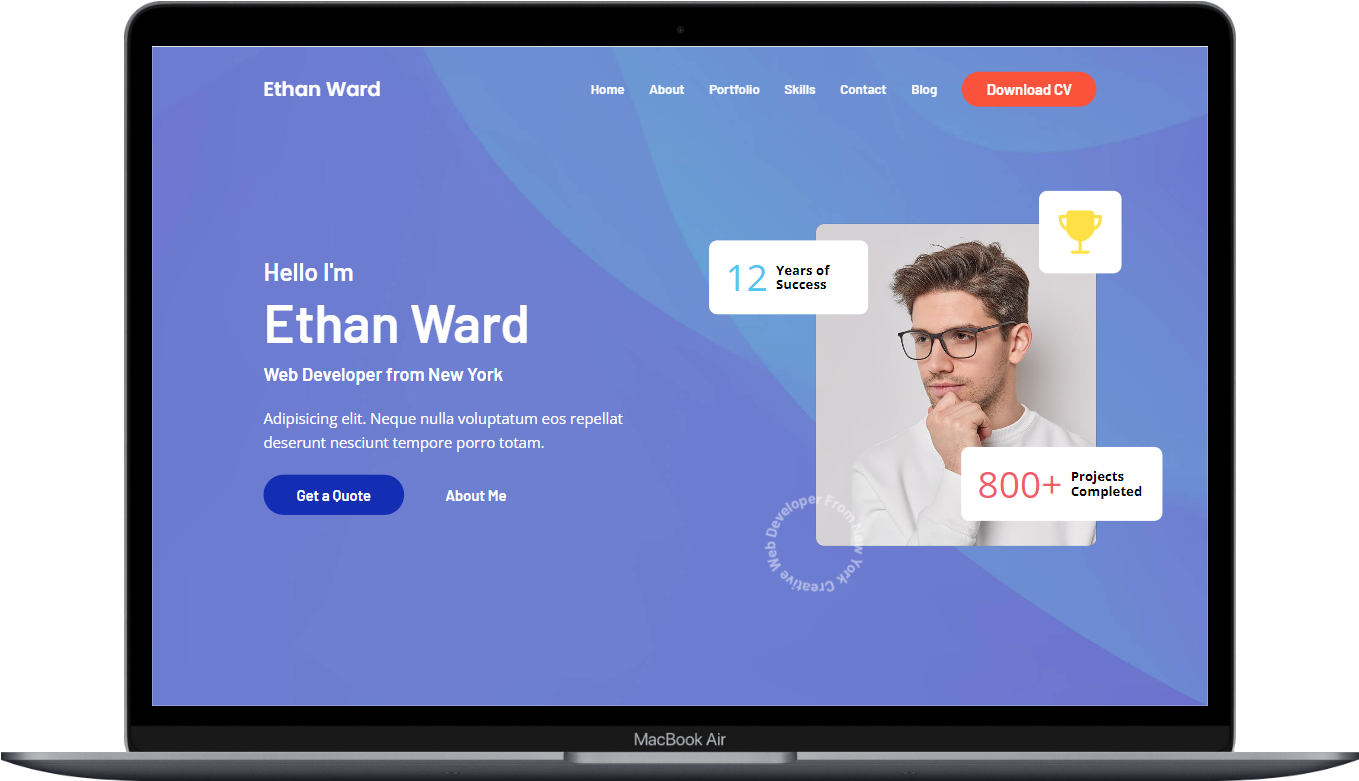 Ethan Ward
Home About Portfolio Skills Contact Blog Download CV
Hello I'm
Ethan Ward
Web Developer from New York
Adipisicing elit. Neque nulla voluptatum eos repellat
deserunt nesciunt tempore porro totam.
Get a Quote About Me
12 Years of
Success
800+ Projects
Completed
Creative Web Developer From New York
MacBook Air